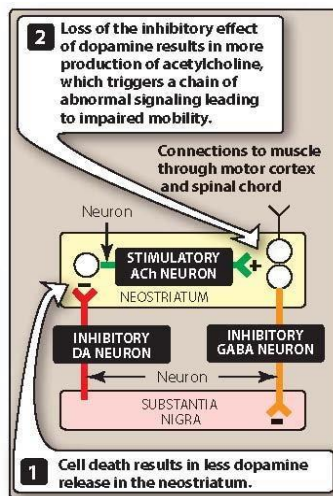 2 Loss of the inhibitory effect
of dopamine results in more
production of acetylcholine,
which triggers a chain of
abnormal signaling leading
to impaired mobility.
Connections to muscle
through motor cortex
and spinal chord
Neuron
STIMULATORY
ACh NEURON
+
-
NEOSTRIATUM
INHIBITORY
DA NEURON
INHIBITORY
GABA NEURON
Neuron
SUBSTANTIA
NIGRA
-
1 Cell death results in less dopamine
release in the neostriatum.